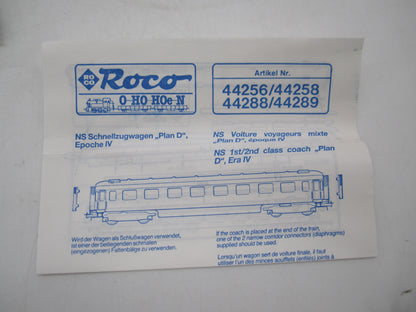 RO
CO
Roco
O HO HOe N
Artikel Nr.
44256/44258
44288/44289
NS Schnellzugwagen „Plan D“,
Epoche IV
NS Voiture voyageurs mixte
„Plan D“, époque IV
NS 1st/2nd class coach „Plan
D“, Era IV
Wird der Wagen als Schlußwagen verwendet,
ist einer der beiliegenden schmalen
(eingezogenen) Faltenbälge zu verwenden.
If the coach is placed at the end of the train,
one of the 2 narrow corridor connectors (diaphragms)
supplied should be used.
Lorsqu'un wagon sert de voiture finale, il faut
utiliser l'un des minces soufflets (enfilés) joints à